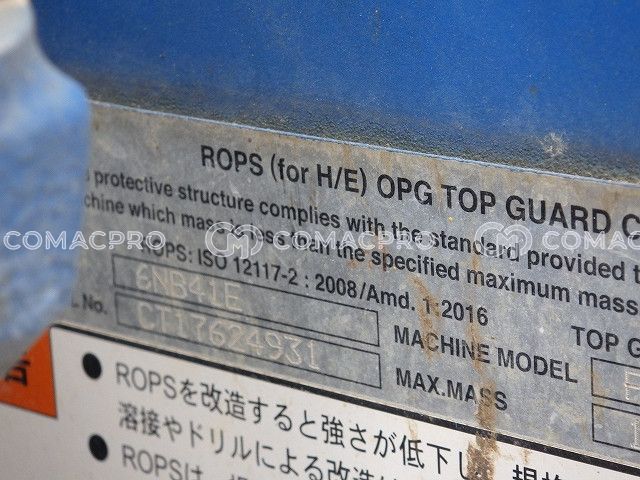 ROPS (for H/E) OPG TOP GUARD
protective structure complies with the standard provided
which mass less than the specified maximum mass
COMACPRO COMACPRO COMACPRO
ROPS: ISO 12117-2 : 2008/Amd. 1:2016
6NB41E
TOP
No. CT17624931
MACHINE MODEL
MAX.MASS
● ROPSを改造すると強さが低下し
溶接やドリルによる改造
● ROPSは